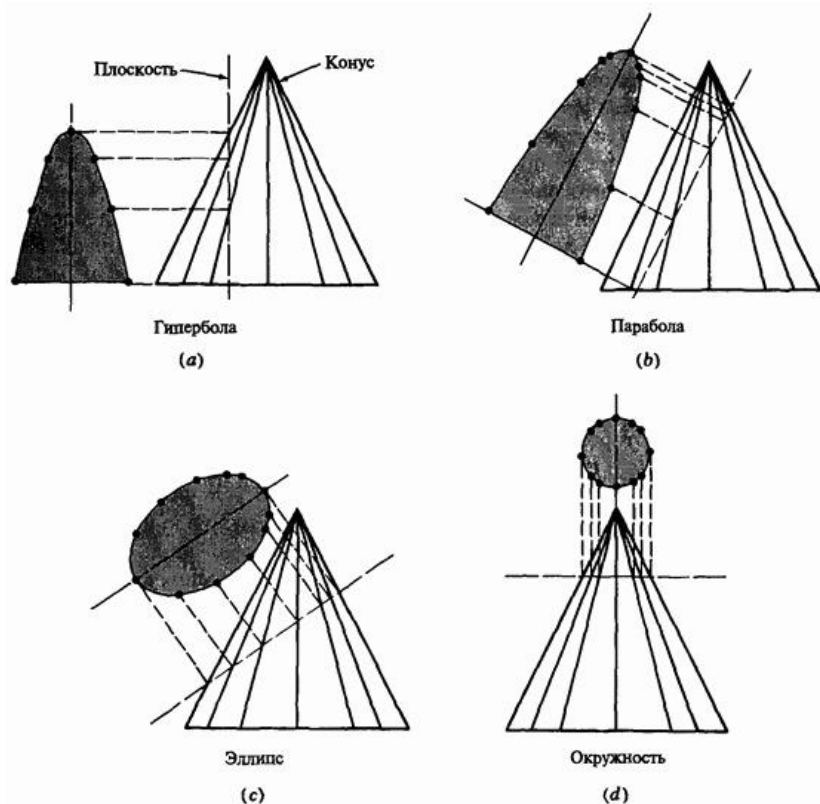 Плоскость
Конус
Гипербола
(a)
Парабола
(b)
Эллипс
(c)
Окружность
(d)